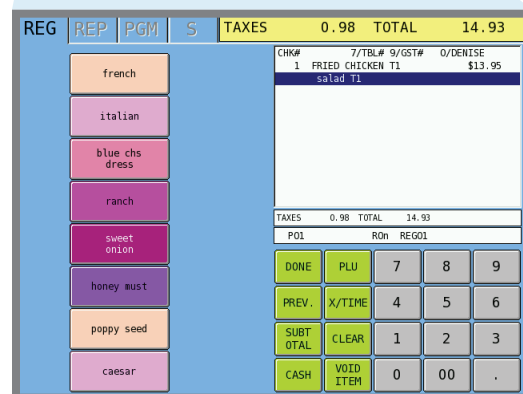 REG REP PGM S TAXES 0.98 TOTAL 14.93
CHK# 7/TBL# 9/GST# O/DENISE
1 FRIED CHICKEN T1 $13.95
salad T1
french
italian
blue chs
dress
ranch
sweet
onion
honey must
poppy seed
caesar
TAXES 0.98 TOTAL 14.93
PO1 ROn REGO1
DONE PLU 7 8 9
PREV. X/TIME 4 5 6
SUBT
OTAL CLEAR 1 2 3
CASH VOID
ITEM 0 00 .